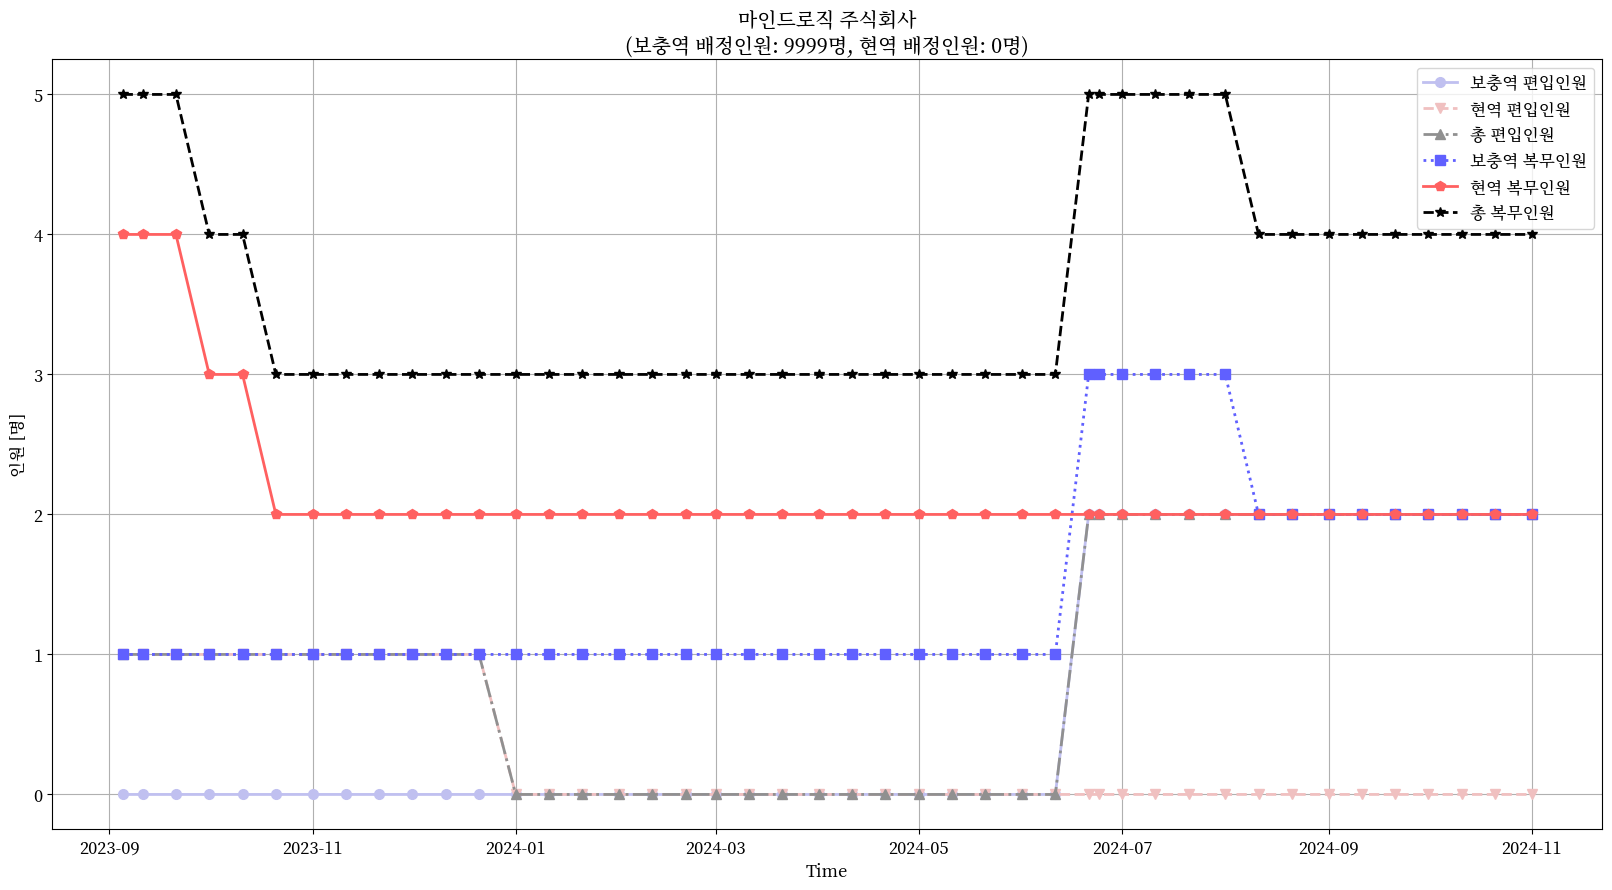 마인드로직 주식회사
(보충역 배정인원: 9999명, 현역 배정인원: 0명)
보충역 편입인원
현역 편입인원
총 편입인원
보충역 복무인원
현역 복무인원
총 복무인원
인원 [명]
5
4
3
2
1
0
2023-09
2023-11
2024-01
2024-03
2024-05
2024-07
2024-09
2024-11
Time